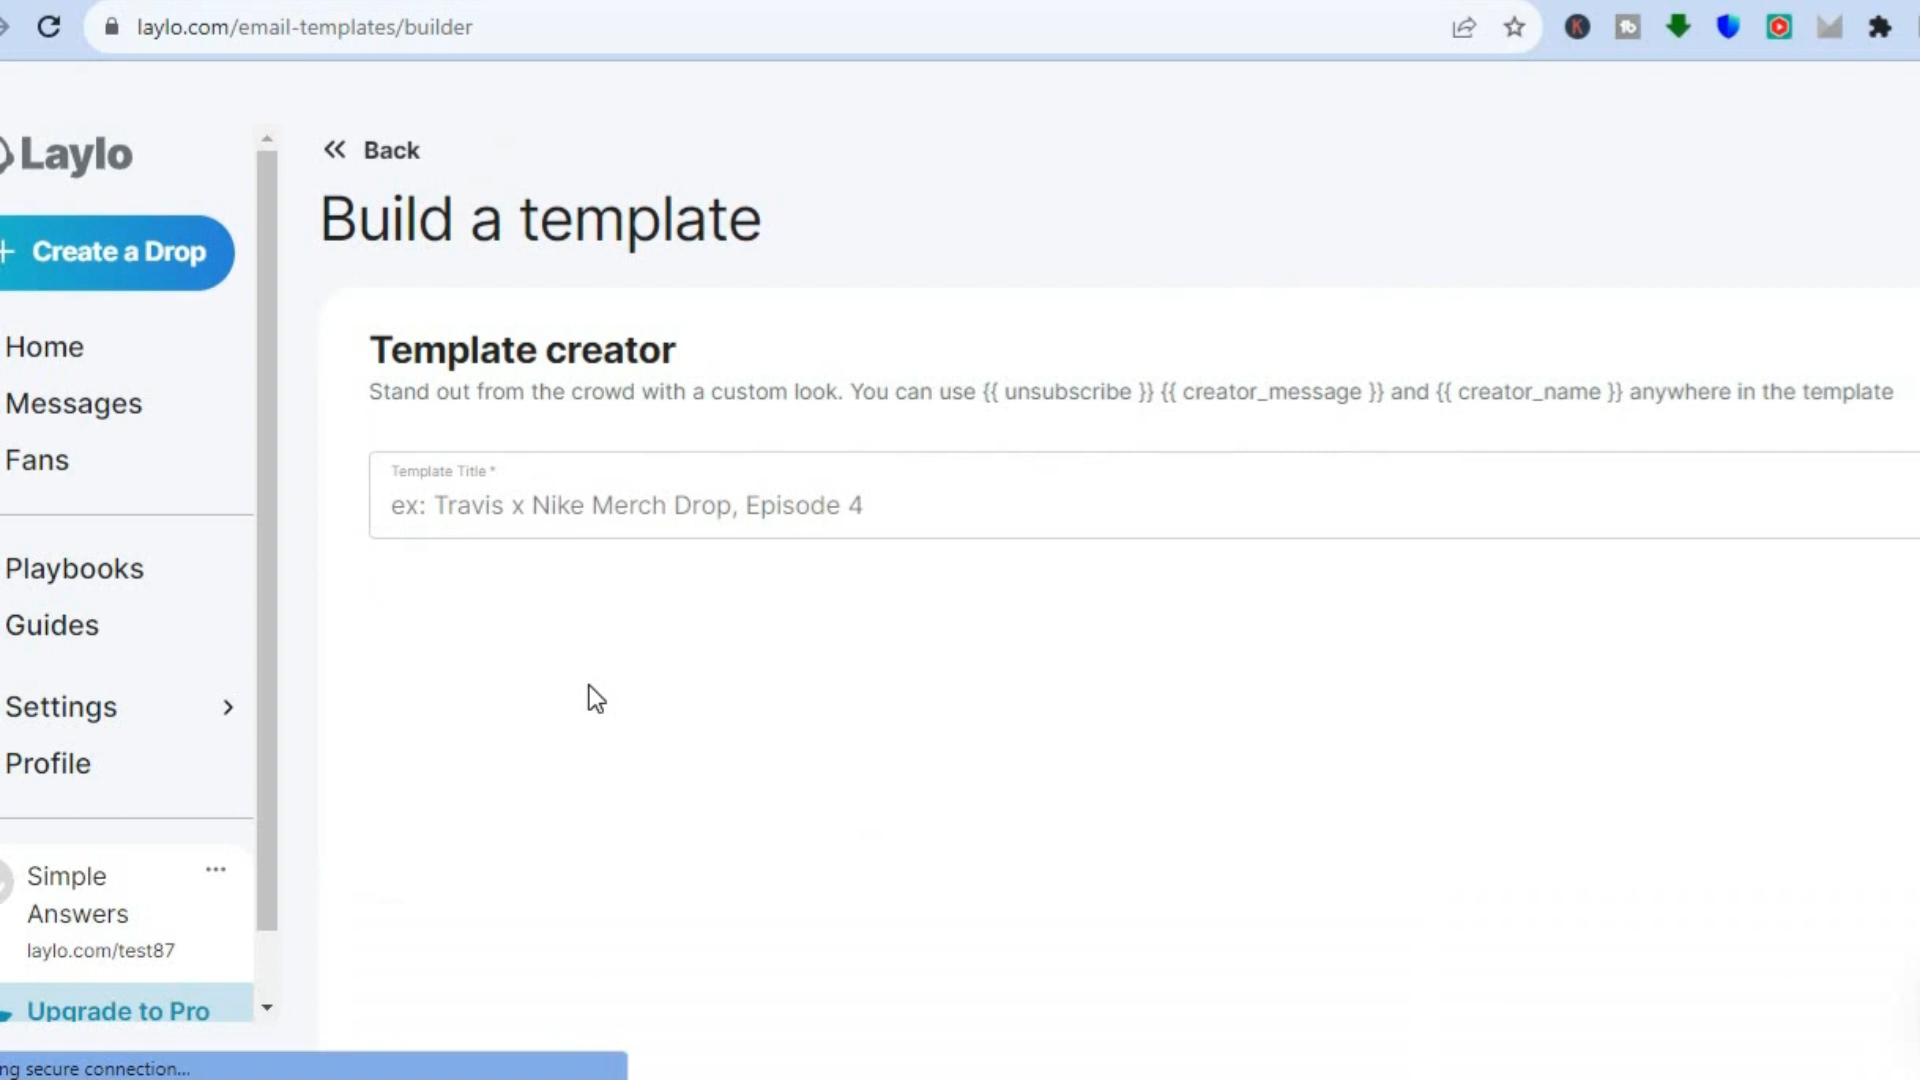 laylo.com/email-templates/builder
Laylo
« Back
Build a template
+ Create a Drop
Home
Messages
Fans
Playbooks
Guides
Settings
Profile
Simple
Answers
laylo.com/test87
Upgrade to Pro
Template creator
Stand out from the crowd with a custom look. You can use {{ unsubscribe }} {{ creator_message }} and {{ creator_name }} anywhere in the template
Template Title *
ex: Travis x Nike Merch Drop, Episode 4
ng secure connection...